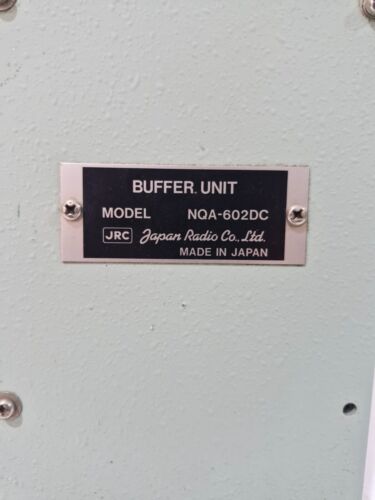 BUFFER UNIT
MODEL NQA-602DC
JRC Japan Radio Co., Ltd.
MADE IN JAPAN